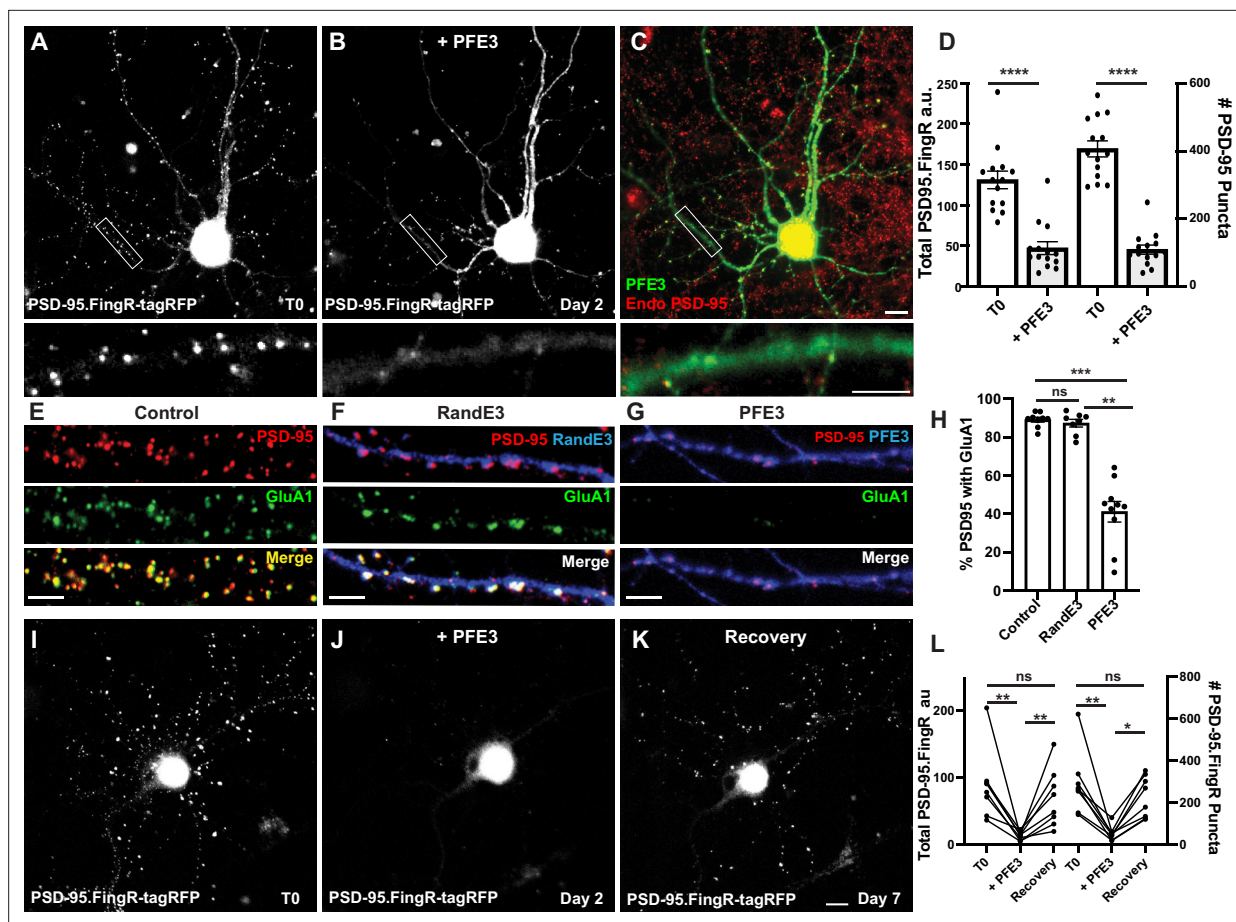 A
PSD-95.FingR-tagRFP T0
B + PFE3
PSD-95.FingR-tagRFP Day 2
C
PFE3
Endo PSD-95
D
**** ****
Total PSD95.FingR a.u.
250
200
150
100
50
0
# PSD-95 Puncta
600
400
200
0
T0
+ PFE3
T0
+ PFE3
E Control
PSD-95
GluA1
Merge
F RandE3
PSD-95 RandE3
GluA1
Merge
G PFE3
PSD-95 PFE3
GluA1
Merge
H
***
ns
**
% PSD95 with GluA1
100
80
60
40
20
0
Control
RandE3
PFE3
I
PSD-95.FingR-tagRFP T0
J + PFE3
PSD-95.FingR-tagRFP Day 2
K Recovery
PSD-95.FingR-tagRFP Day 7
L
ns ns
** ** ** *
Total PSD-95.FingR au
200
100
0
# PSD-95.FingR Puncta
800
600
400
200
0
T0
+ PFE3
Recovery
T0
+ PFE3
Recovery